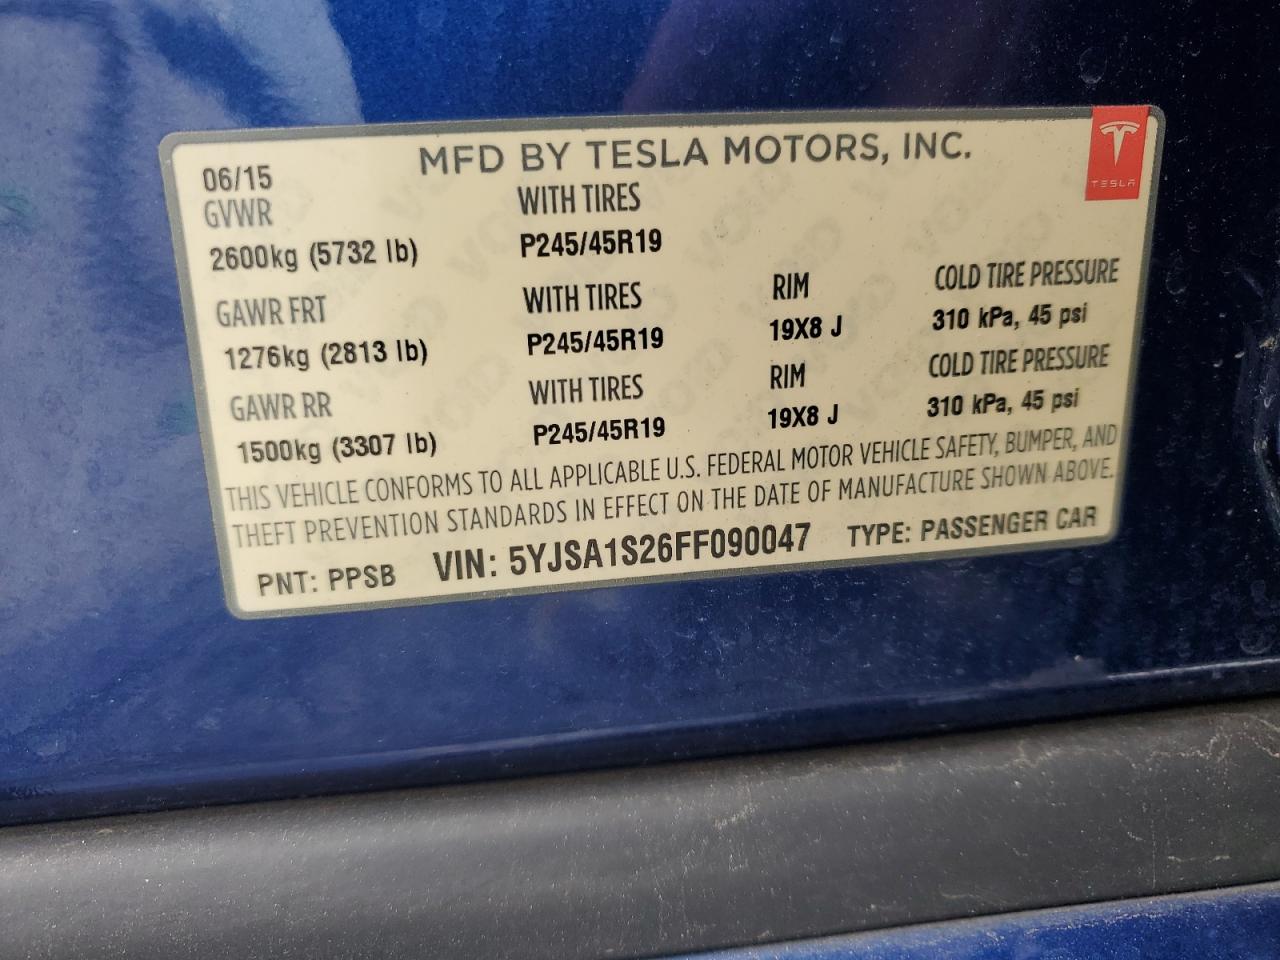 MFD BY TESLA MOTORS, INC.
TESLA
06/15
GVWR WITH TIRES
2600kg (5732 lb) P245/45R19
GAWR FRT WITH TIRES RIM COLD TIRE PRESSURE
1276kg (2813 lb) P245/45R19 19X8 J 310 kPa, 45 psi
GAWR RR WITH TIRES RIM COLD TIRE PRESSURE
1500kg (3307 lb) P245/45R19 19X8 J 310 kPa, 45 psi
THIS VEHICLE CONFORMS TO ALL APPLICABLE U.S. FEDERAL MOTOR VEHICLE SAFETY, BUMPER, AND
THEFT PREVENTION STANDARDS IN EFFECT ON THE DATE OF MANUFACTURE SHOWN ABOVE.
PNT: PPSB VIN: 5YJSA1S26FF090047 TYPE: PASSENGER CAR